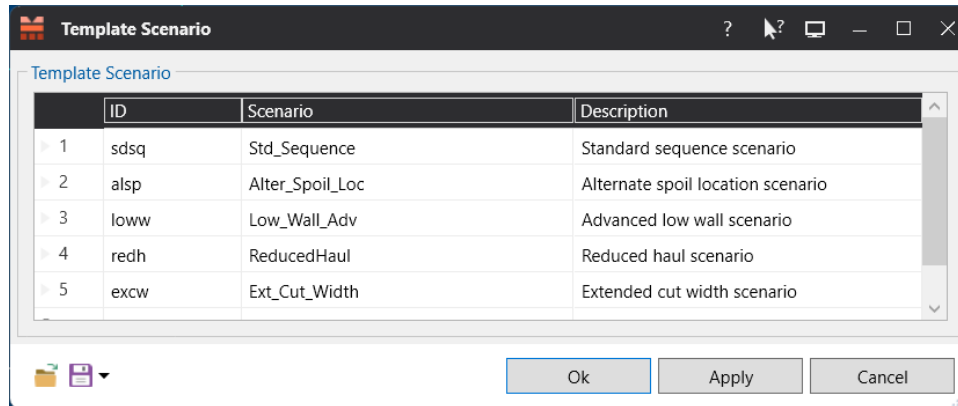 Template Scenario ? ?
Template Scenario
ID Scenario Description
1 sdsq Std_Sequence Standard sequence scenario
2 alsp Alter_Spoil_Loc Alternate spoil location scenario
3 loww Low_Wall_Adv Advanced low wall scenario
4 redh ReducedHaul Reduced haul scenario
5 excw Ext_Cut_Width Extended cut width scenario
Ok Apply Cancel